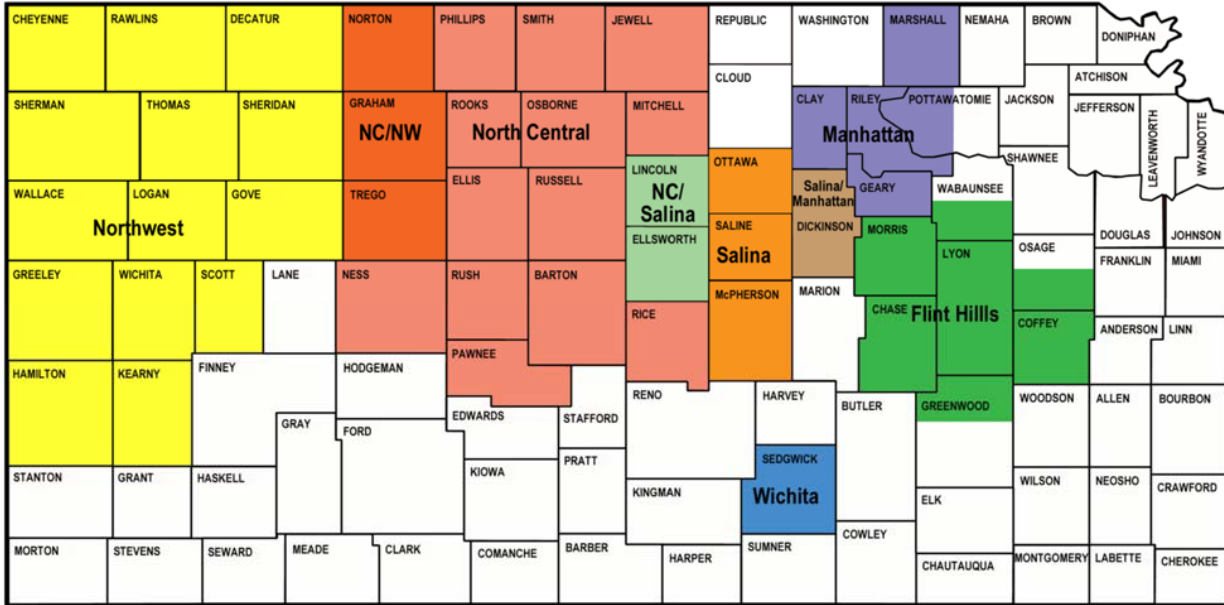 CHEYENNE
RAWLINS
DECATUR
NORTON
PHILLIPS
SMITH
JEWELL
REPUBLIC
WASHINGTON
MARSHALL
NEMAHA
BROWN
DONIPHAN
CLOUD
ATCHISON
SHERMAN
THOMAS
SHERIDAN
GRAHAM
NC/NW
ROOKS
OSBORNE
North Central
MITCHELL
CLAY
RILEY
POTTAWATOMIE
Manhattan
JACKSON
JEFFERSON
LEAVENWORTH
WYANDOTTE
SHAWNEE
WALLACE
LOGAN
GOVE
Northwest
TREGO
ELLIS
RUSSELL
LINCOLN
NC/
Salina
OTTAWA
Salina/
Manhattan
DICKINSON
GEARY
WABAUNSEE
ELLSWORTH
SALINE
Salina
MORRIS
LYON
OSAGE
DOUGLAS
JOHNSON
FRANKLIN
MIAMI
GREELEY
WICHITA
SCOTT
LANE
NESS
RUSH
BARTON
RICE
McPHERSON
MARION
CHASE
Flint Hillls
COFFEY
ANDERSON
LINN
HAMILTON
KEARNY
FINNEY
HODGEMAN
PAWNEE
EDWARDS
STAFFORD
RENO
HARVEY
BUTLER
GREENWOOD
WOODSON
ALLEN
BOURBON
GRAY
FORD
STANTON
GRANT
HASKELL
KIOWA
PRATT
KINGMAN
SEDGWICK
Wichita
ELK
WILSON
NEOSHO
CRAWFORD
MORTON
STEVENS
SEWARD
MEADE
CLARK
COMANCHE
BARBER
HARPER
SUMNER
COWLEY
CHAUTAUQUA
MONTGOMERY
LABETTE
CHEROKEE